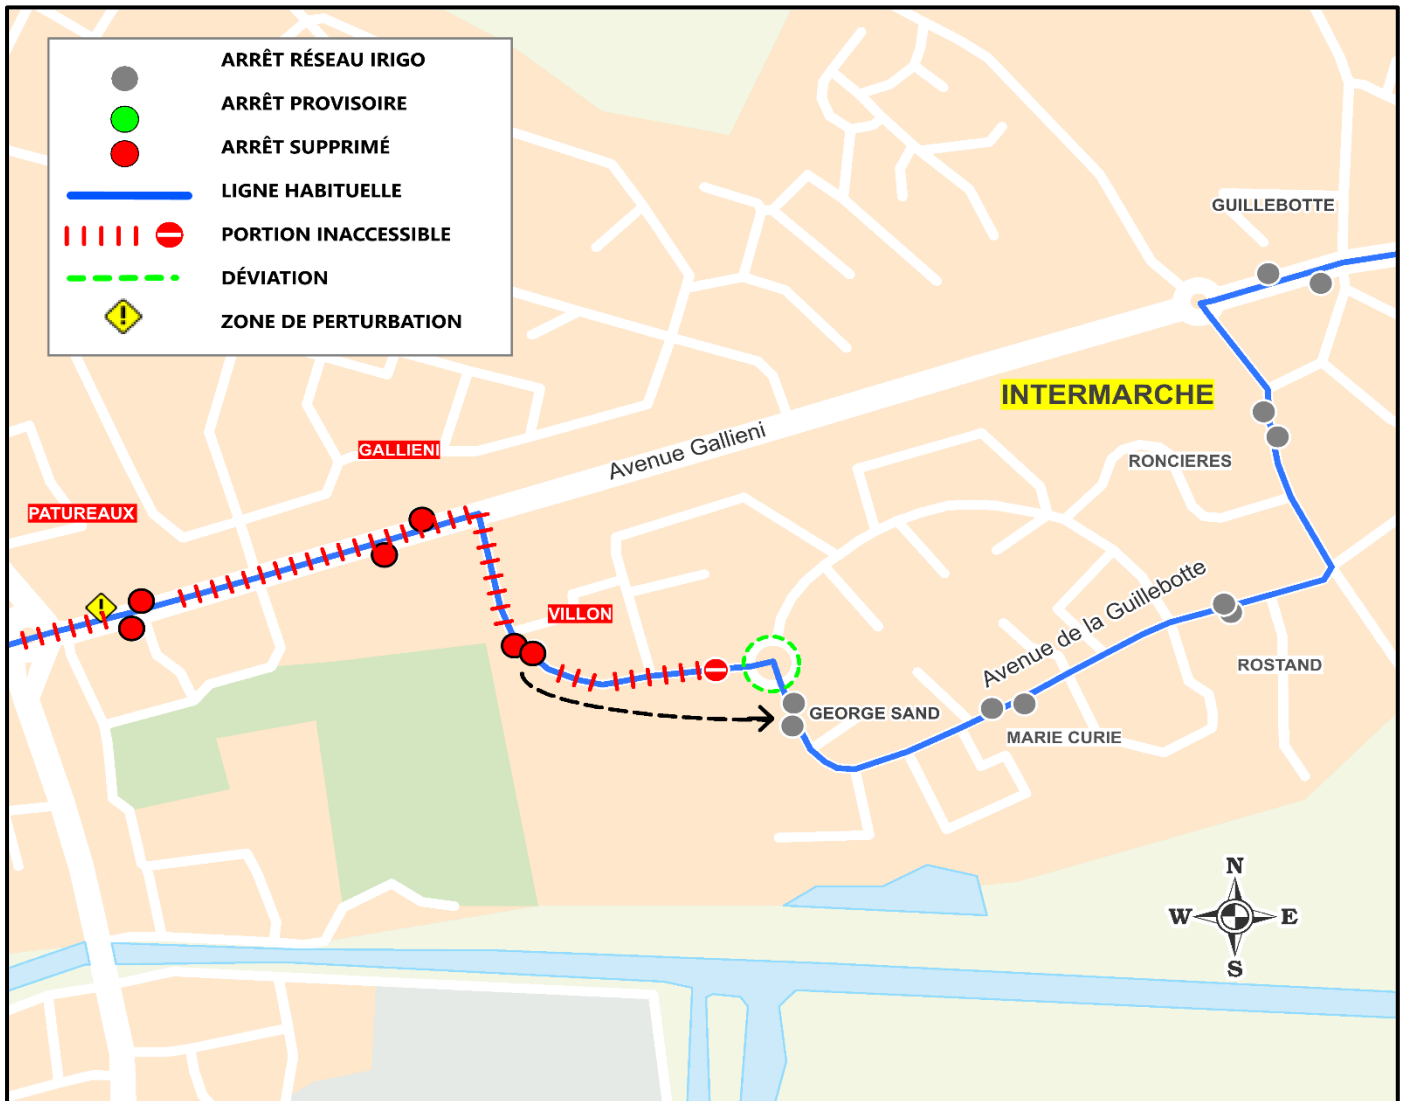 ARRÊT RÉSEAU IRIGO
ARRÊT PROVISOIRE
ARRÊT SUPPRIMÉ
LIGNE HABITUELLE
PORTION INACCESSIBLE
DÉVIATION
ZONE DE PERTURBATION
GUILLEBOTTE
INTERMARCHE
Avenue Gallieni
GALLIENI
RONCIERES
PATUREAUX
VILLON
Avenue de la Guillebotte
ROSTAND
GEORGE SAND
MARIE CURIE
N
W E
S